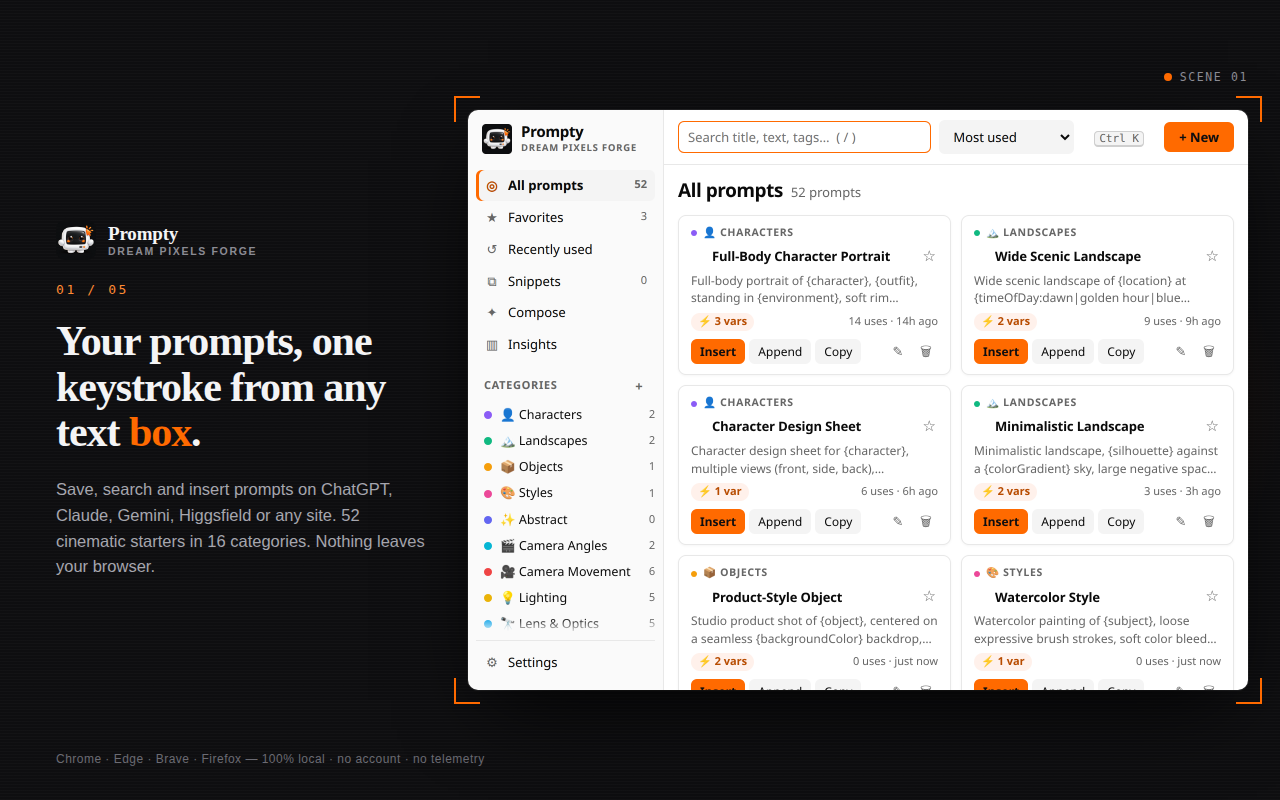 SCENE 01
Prompty
DREAM PIXELS FORGE
01 / 05
Your prompts, one
keystroke from any
text box.
Save, search and insert prompts on ChatGPT,
Claude, Gemini, Higgsfield or any site. 52
cinematic starters in 16 categories. Nothing leaves
your browser.
Chrome · Edge · Brave · Firefox — 100% local · no account · no telemetry
Prompty
DREAM PIXELS FORGE
All prompts 52
Favorites 3
Recently used
Snippets 0
Compose
Insights
CATEGORIES +
Characters 2
Landscapes 2
Objects 1
Styles 1
Abstract 0
Camera Angles 2
Camera Movement 6
Lighting 5
Lens & Optics 5
Settings
Search title, text, tags... ( / )
Most used
Ctrl K
+ New
All prompts 52 prompts
CHARACTERS
Full-Body Character Portrait
Full-body portrait of {character}, {outfit},
standing in {environment}, soft rim...
3 vars 14 uses · 14h ago
Insert Append Copy
LANDSCAPES
Wide Scenic Landscape
Wide scenic landscape of {location} at
{timeOfDay:dawn|golden hour|blue...
2 vars 9 uses · 9h ago
Insert Append Copy
CHARACTERS
Character Design Sheet
Character design sheet for {character},
multiple views (front, side, back),...
1 var 6 uses · 6h ago
Insert Append Copy
LANDSCAPES
Minimalistic Landscape
Minimalistic landscape, {silhouette} against
a {colorGradient} sky, large negative spac...
2 vars 3 uses · 3h ago
Insert Append Copy
OBJECTS
Product-Style Object
Studio product shot of {object}, centered on
a seamless {backgroundColor} backdrop,...
2 vars 0 uses · just now
Insert Append Copy
STYLES
Watercolor Style
Watercolor painting of {subject}, loose
expressive brush strokes, soft color bleed...
1 var 0 uses · just now
Insert Append Copy